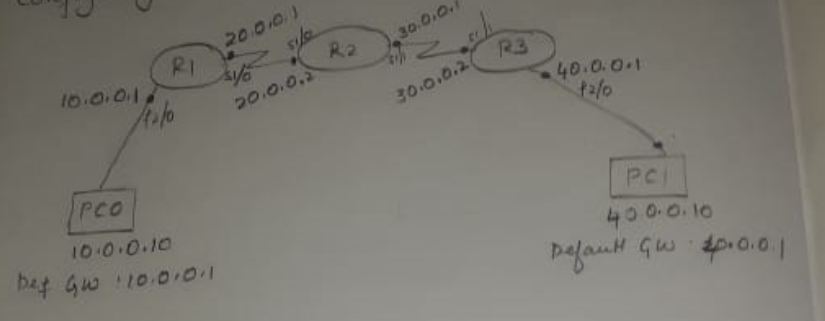 20.0.0.1
30.0.0.1
R1
R2
R3
s1/0
s1/0
s1/1
s1/1
10.0.0.1
f2/0
20.0.0.2
30.0.0.2
40.0.0.1
f2/0
PC0
PC1
10.0.0.10
40.0.0.10
Def GW : 10.0.0.1
Default GW : 40.0.0.1